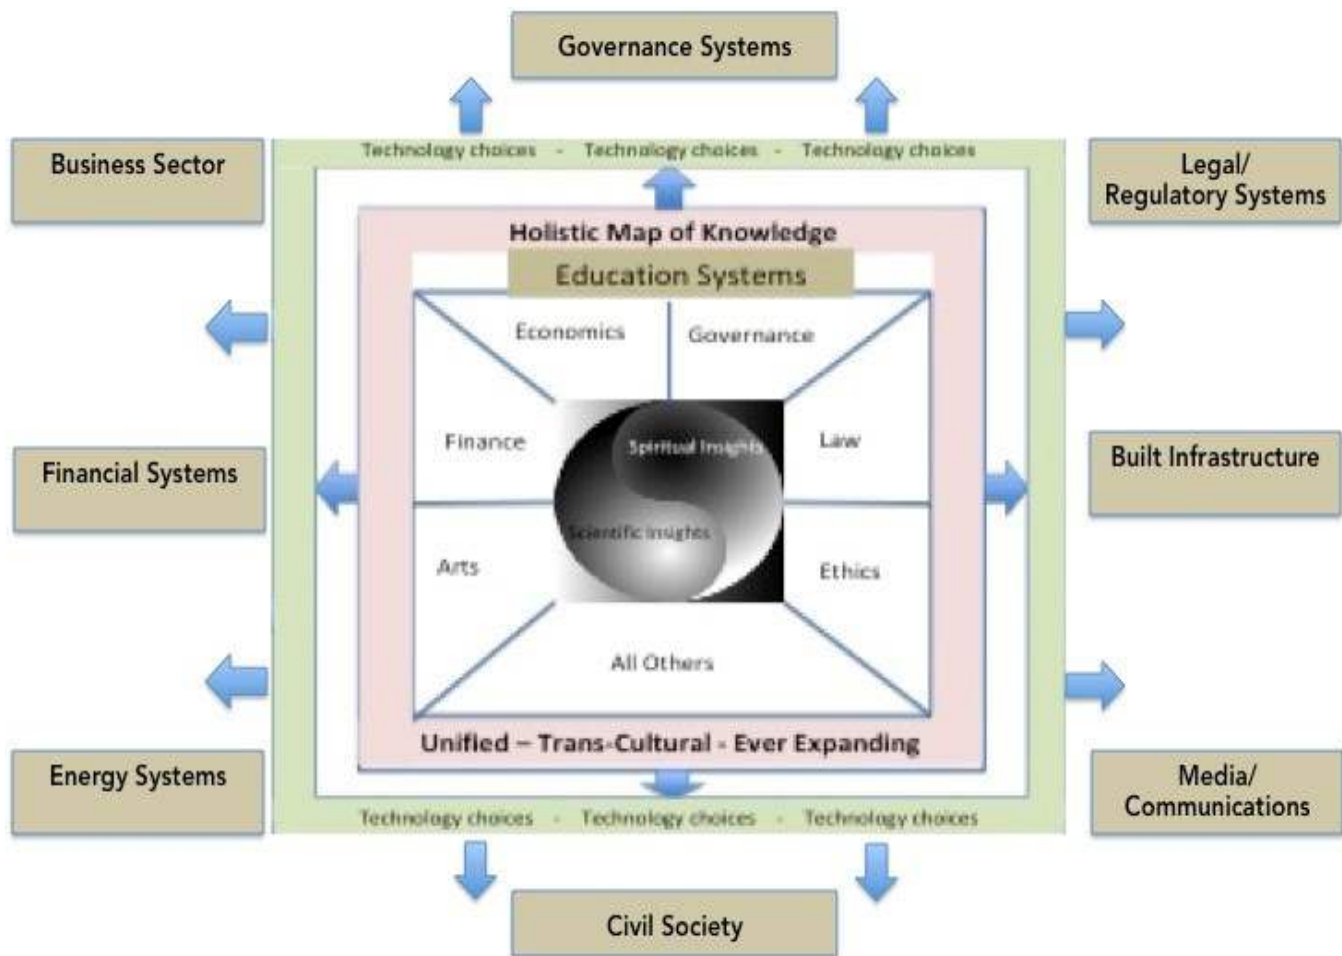 Governance Systems
Business Sector
Technology choices - Technology choices - Technology choices
Legal/
Regulatory Systems
Holistic Map of Knowledge
Education Systems
Economics
Governance
Finance
Spiritual Insights
Law
Financial Systems
Built Infrastructure
Scientific Insights
Arts
Ethics
All Others
Unified – Trans-Cultural - Ever Expanding
Energy Systems
Media/
Communications
Technology choices - Technology choices - Technology choices
Civil Society